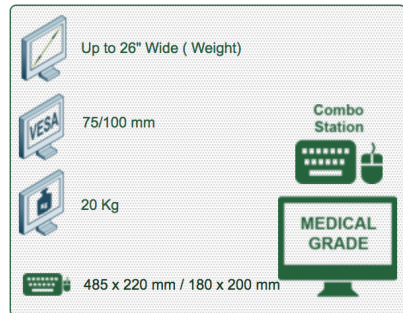 Up to 26" Wide ( Weight)
VESA
75/100 mm
Combo
Station
20 Kg
MEDICAL
GRADE
485 x 220 mm / 180 x 200 mm